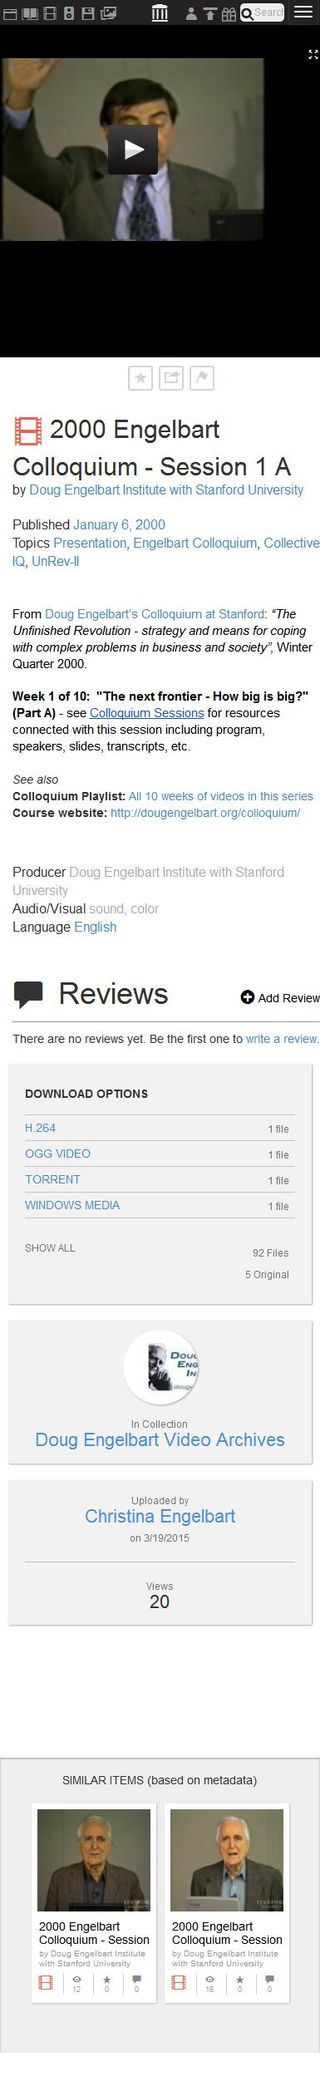 Search
2000 Engelbart
Colloquium - Session 1 A
by Doug Engelbart Institute with Stanford University
Published January 6, 2000
Topics Presentation, Engelbart Colloquium, Collective
IQ, UnRev-II
From Doug Engelbart's Colloquium at Stanford: "The
Unfinished Revolution - strategy and means for coping
with complex problems in business and society", Winter
Quarter 2000.
Week 1 of 10: "The next frontier - How big is big?"
(Part A) - see Colloquium Sessions for resources
connected with this session including program,
speakers, slides, transcripts, etc.
See also
Colloquium Playlist: All 10 weeks of videos in this series
Course website: http://dougengelbart.org/colloquium/
Producer Doug Engelbart Institute with Stanford
University
Audio/Visual sound, color
Language English
Reviews
Add Review
There are no reviews yet. Be the first one to write a review.
DOWNLOAD OPTIONS
H.264 1 file
OGG VIDEO 1 file
TORRENT 1 file
WINDOWS MEDIA 1 file
SHOW ALL 92 Files
5 Original
In Collection
Doug Engelbart Video Archives
Uploaded by
Christina Engelbart
on 3/19/2015
Views
20
SIMILAR ITEMS (based on metadata)
2000 Engelbart
Colloquium - Session
by Doug Engelbart Institute
with Stanford University
12 0 0
2000 Engelbart
Colloquium - Session
by Doug Engelbart Institute
with Stanford University
16 0 0